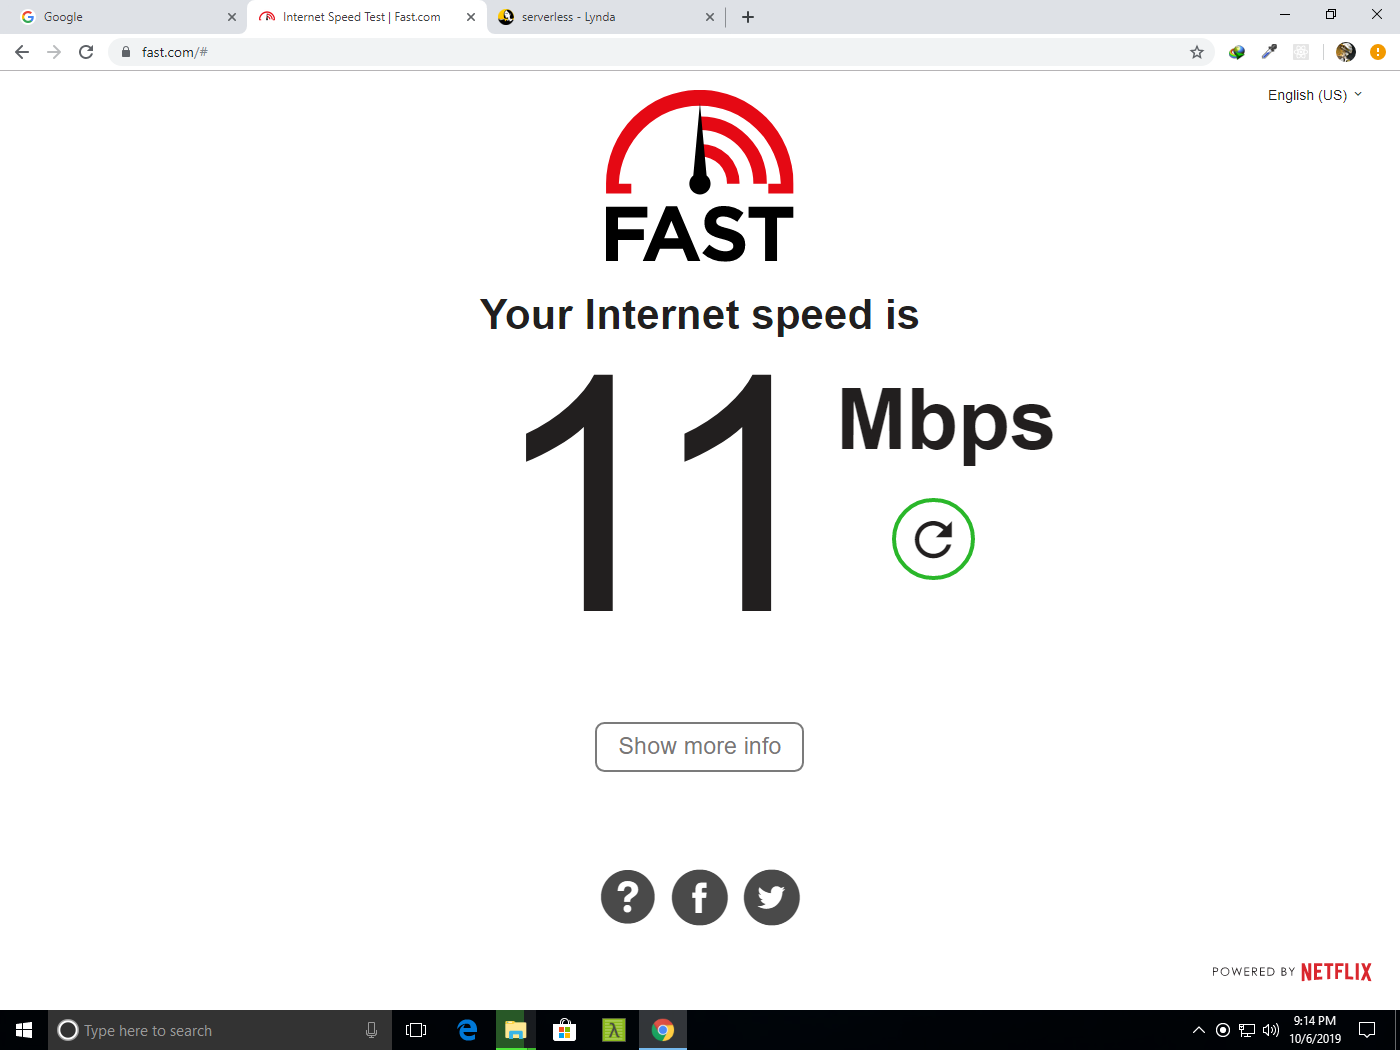 Google
Internet Speed Test | Fast.com
serverless - Lynda
fast.com/#
English (US)
FAST
Your Internet speed is
11 Mbps
Show more info
POWERED BY NETFLIX
Type here to search
9:14 PM
10/6/2019